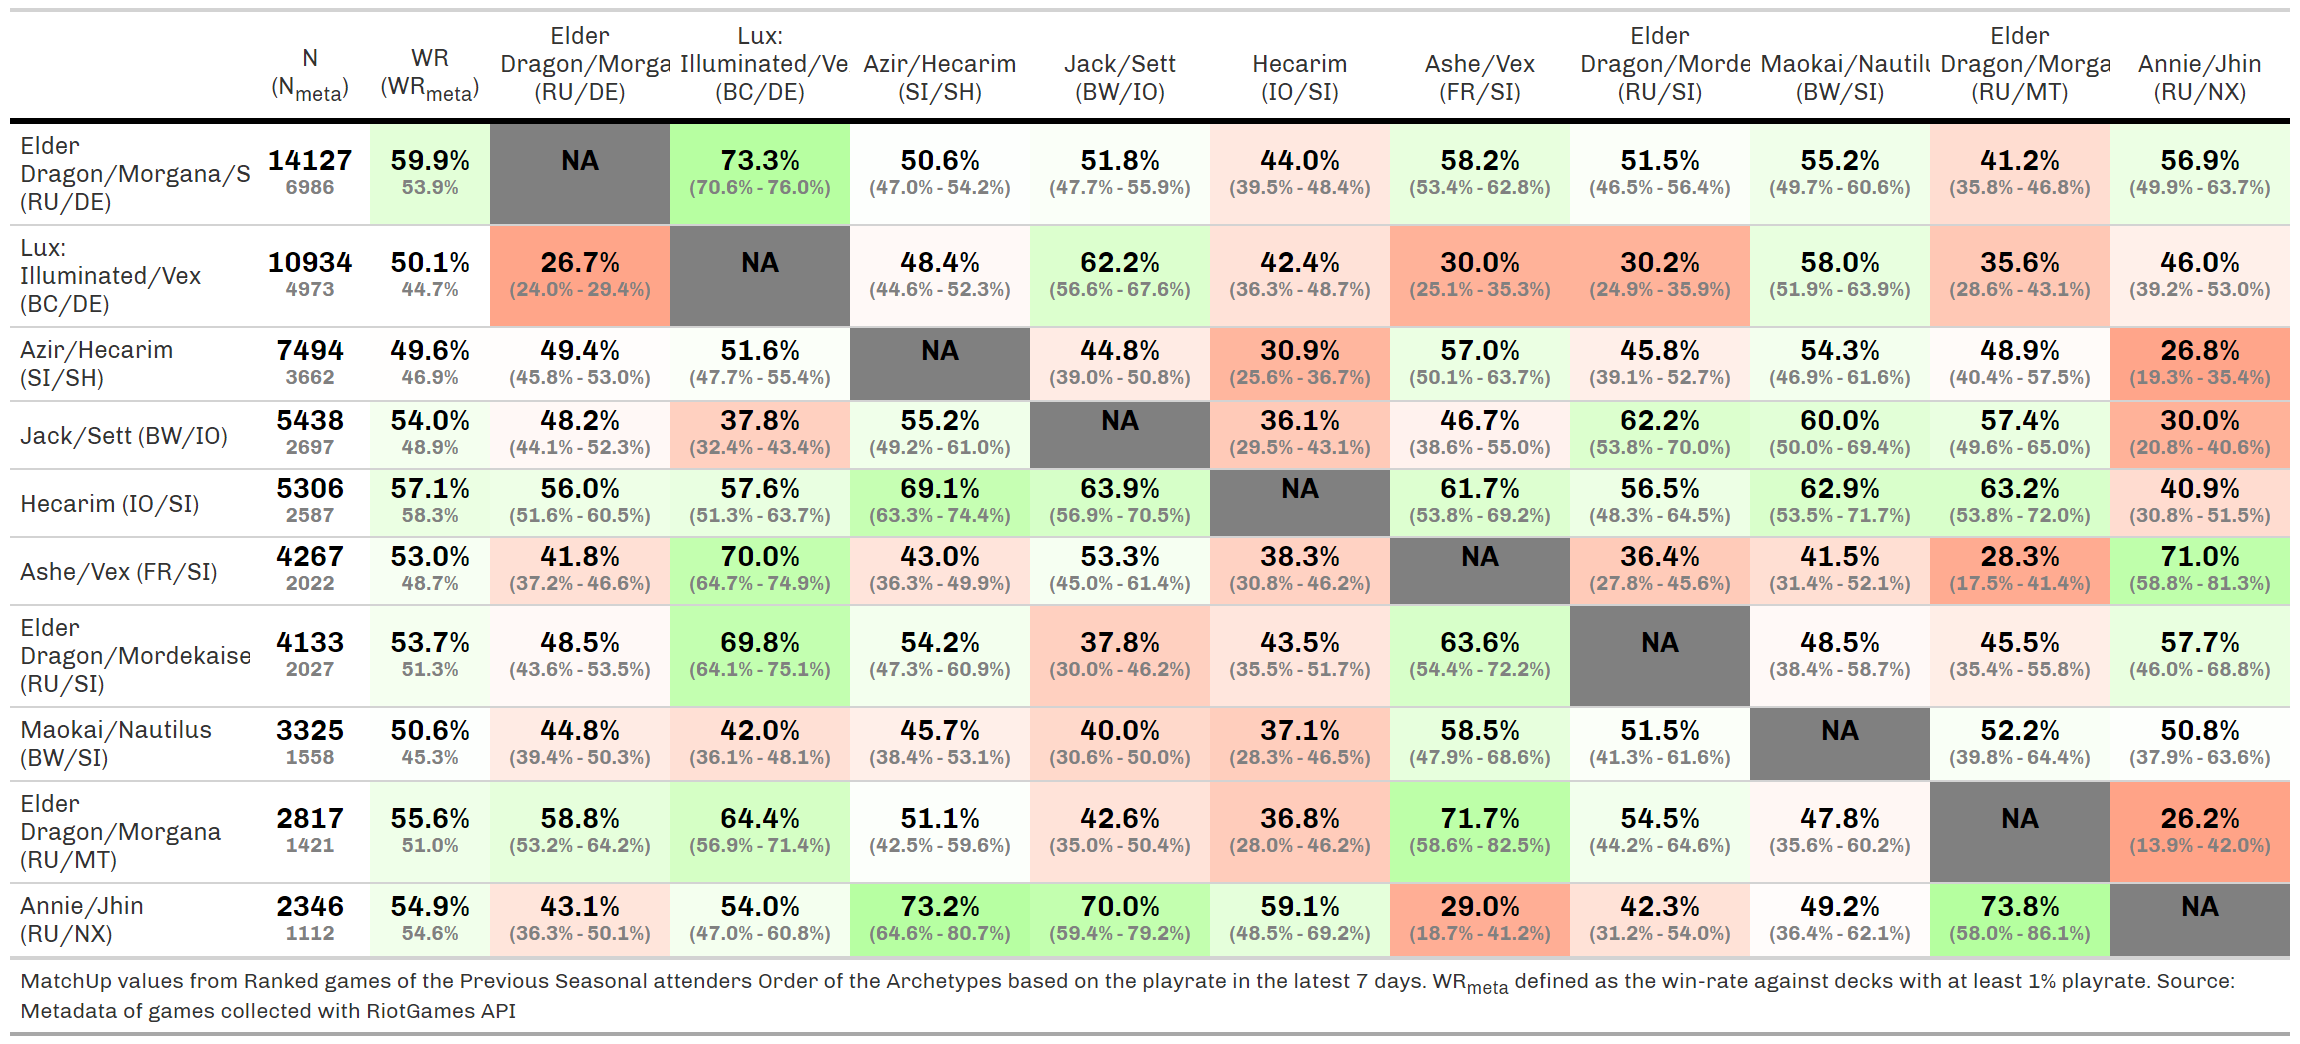 N
(Nmeta)
WR
(WRmeta)
Elder
Dragon/Morga
(RU/DE)
Lux:
Illuminated/Ve
(BC/DE)
Azir/Hecarim
(SI/SH)
Jack/Sett
(BW/IO)
Hecarim
(IO/SI)
Ashe/Vex
(FR/SI)
Elder
Dragon/Morde
(RU/SI)
Maokai/Nautilu
(BW/SI)
Elder
Dragon/Morga
(RU/MT)
Annie/Jhin
(RU/NX)
Elder
Dragon/Morgana/S
(RU/DE)
14127 59.9% NA 73.3% 50.6% 51.8% 44.0% 58.2% 51.5% 55.2% 41.2% 56.9%
6986 53.9% (70.6% - 76.0%) (47.0% - 54.2%) (47.7% - 55.9%) (39.5% - 48.4%) (53.4% - 62.8%) (46.5% - 56.4%) (49.7% - 60.6%) (35.8% - 46.8%) (49.9% - 63.7%)
Lux:
Illuminated/Vex
(BC/DE)
10934 50.1% 26.7% NA 48.4% 62.2% 42.4% 30.0% 30.2% 58.0% 35.6% 46.0%
4973 44.7% (24.0% - 29.4%) (44.6% - 52.3%) (56.6% - 67.6%) (36.3% - 48.7%) (25.1% - 35.3%) (24.9% - 35.9%) (51.9% - 63.9%) (28.6% - 43.1%) (39.2% - 53.0%)
Azir/Hecarim
(SI/SH)
7494 49.6% 49.4% 51.6% NA 44.8% 30.9% 57.0% 45.8% 54.3% 48.9% 26.8%
3662 46.9% (45.8% - 53.0%) (47.7% - 55.4%) (39.0% - 50.8%) (25.6% - 36.7%) (50.1% - 63.7%) (39.1% - 52.7%) (46.9% - 61.6%) (40.4% - 57.5%) (19.3% - 35.4%)
Jack/Sett (BW/IO)
5438 54.0% 48.2% 37.8% 55.2% NA 36.1% 46.7% 62.2% 60.0% 57.4% 30.0%
2697 48.9% (44.1% - 52.3%) (32.4% - 43.4%) (49.2% - 61.0%) (29.5% - 43.1%) (38.6% - 55.0%) (53.8% - 70.0%) (50.0% - 69.4%) (49.6% - 65.0%) (20.8% - 40.6%)
Hecarim (IO/SI)
5306 57.1% 56.0% 57.6% 69.1% 63.9% NA 61.7% 56.5% 62.9% 63.2% 40.9%
2587 58.3% (51.6% - 60.5%) (51.3% - 63.7%) (63.3% - 74.4%) (56.9% - 70.5%) (53.8% - 69.2%) (48.3% - 64.5%) (53.5% - 71.7%) (53.8% - 72.0%) (30.8% - 51.5%)
Ashe/Vex (FR/SI)
4267 53.0% 41.8% 70.0% 43.0% 53.3% 38.3% NA 36.4% 41.5% 28.3% 71.0%
2022 48.7% (37.2% - 46.6%) (64.7% - 74.9%) (36.3% - 49.9%) (45.0% - 61.4%) (30.8% - 46.2%) (27.8% - 45.6%) (31.4% - 52.1%) (17.5% - 41.4%) (58.8% - 81.3%)
Elder
Dragon/Mordekaise
(RU/SI)
4133 53.7% 48.5% 69.8% 54.2% 37.8% 43.5% 63.6% NA 48.5% 45.5% 57.7%
2027 51.3% (43.6% - 53.5%) (64.1% - 75.1%) (47.3% - 60.9%) (30.0% - 46.2%) (35.5% - 51.7%) (54.4% - 72.2%) (38.4% - 58.7%) (35.4% - 55.8%) (46.0% - 68.8%)
Maokai/Nautilus
(BW/SI)
3325 50.6% 44.8% 42.0% 45.7% 40.0% 37.1% 58.5% 51.5% NA 52.2% 50.8%
1558 45.3% (39.4% - 50.3%) (36.1% - 48.1%) (38.4% - 53.1%) (30.6% - 50.0%) (28.3% - 46.5%) (47.9% - 68.6%) (41.3% - 61.6%) (39.8% - 64.4%) (37.9% - 63.6%)
Elder
Dragon/Morgana
(RU/MT)
2817 55.6% 58.8% 64.4% 51.1% 42.6% 36.8% 71.7% 54.5% 47.8% NA 26.2%
1421 51.0% (53.2% - 64.2%) (56.9% - 71.4%) (42.5% - 59.6%) (35.0% - 50.4%) (28.0% - 46.2%) (58.6% - 82.5%) (44.2% - 64.6%) (35.6% - 60.2%) (13.9% - 42.0%)
Annie/Jhin
(RU/NX)
2346 54.9% 43.1% 54.0% 73.2% 70.0% 59.1% 29.0% 42.3% 49.2% 73.8% NA
1112 54.6% (36.3% - 50.1%) (47.0% - 60.8%) (64.6% - 80.7%) (59.4% - 79.2%) (48.5% - 69.2%) (18.7% - 41.2%) (31.2% - 54.0%) (36.4% - 62.1%) (58.0% - 86.1%)
MatchUp values from Ranked games of the Previous Seasonal attenders Order of the Archetypes based on the playrate in the latest 7 days. WRmeta defined as the win-rate against decks with at least 1% playrate. Source:
Metadata of games collected with RiotGames API